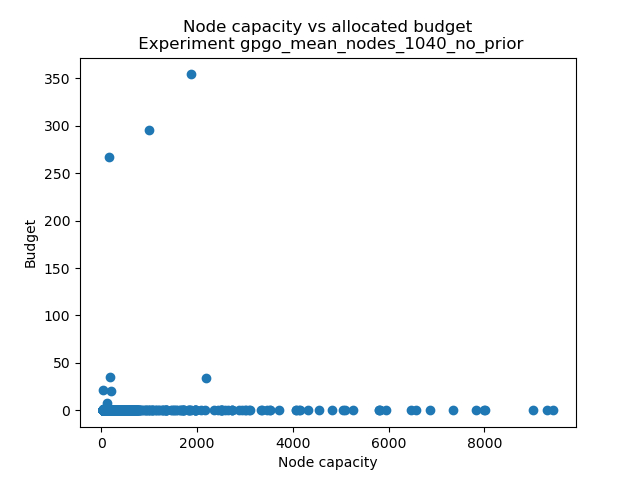 Node capacity vs allocated budget
Experiment gpgo_mean_nodes_1040_no_prior
350
300
250
200
150
100
50
0
Budget
0 2000 4000 6000 8000
Node capacity